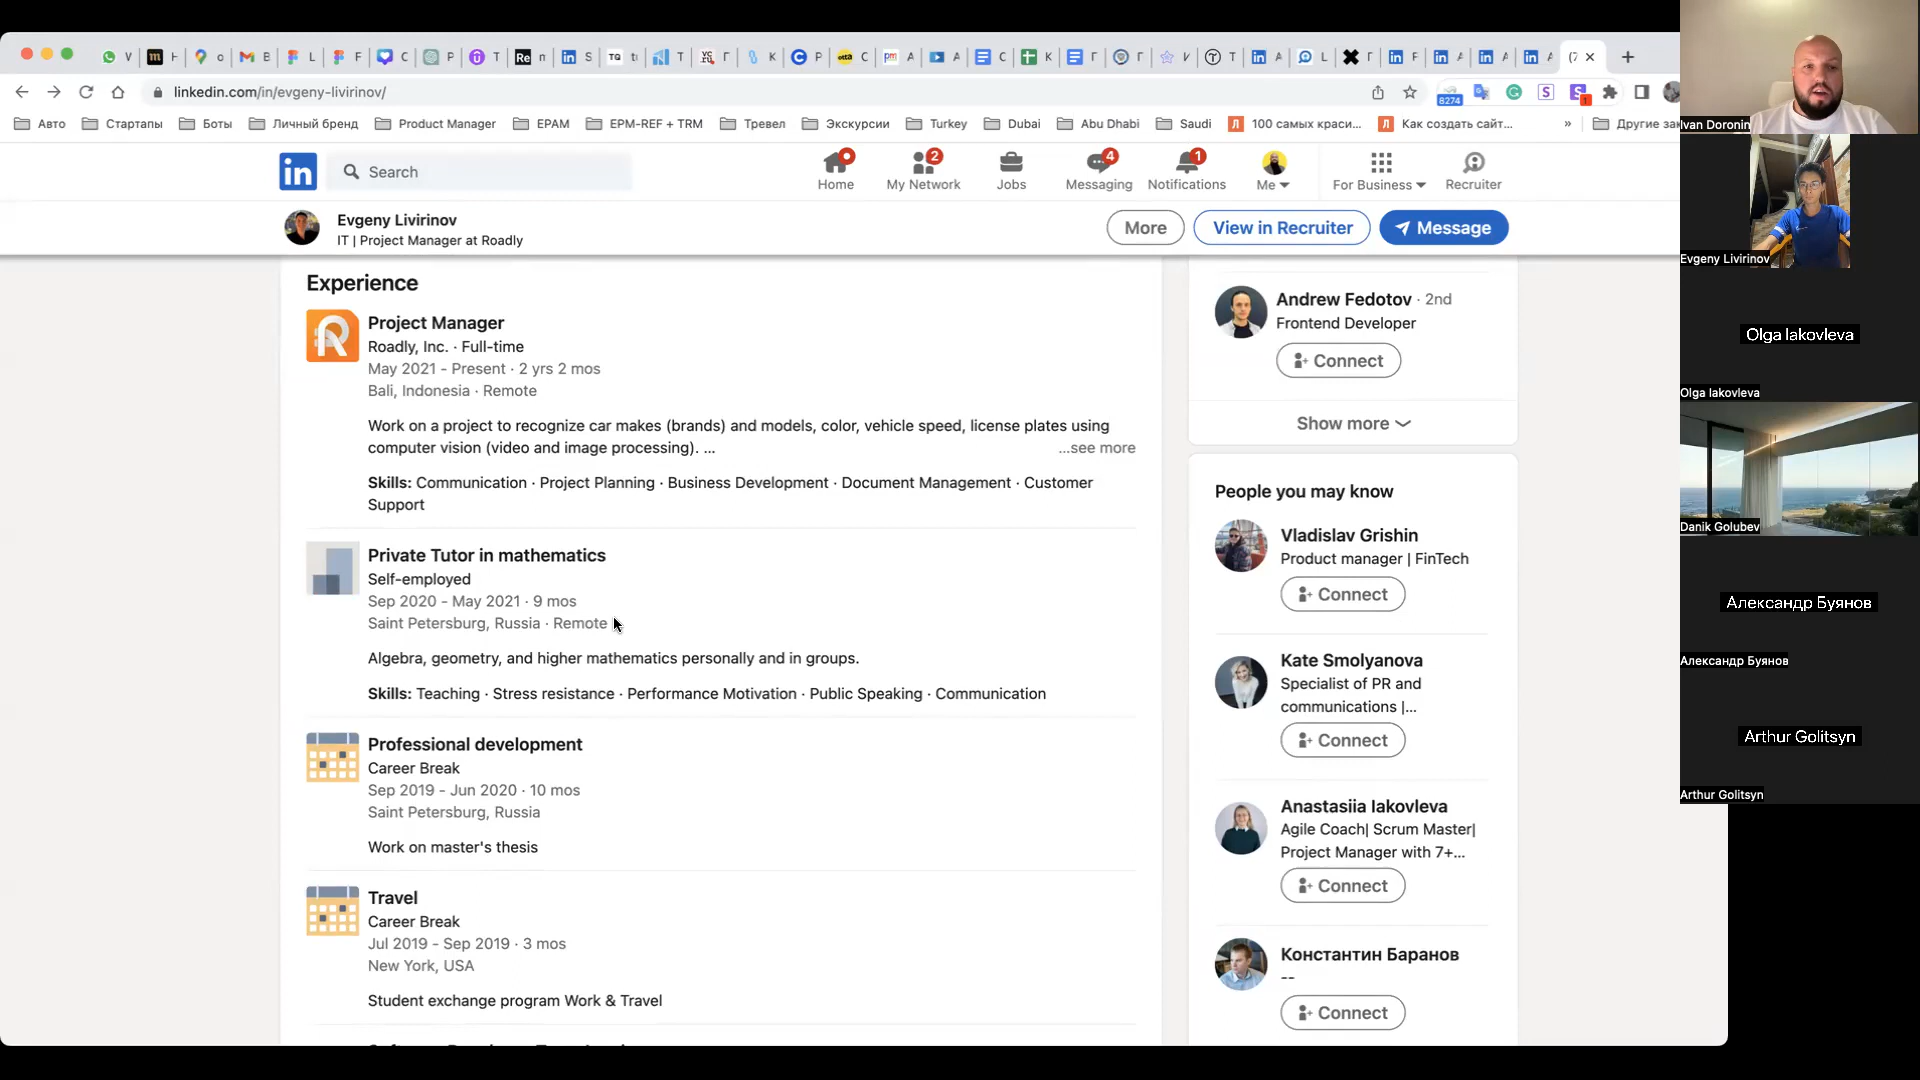 linkedin.com/in/evgeny-livirinov/
8274
1
Авто
Стартапы
Боты
Личный бренд
Product Manager
EPAM
EPM-REF + TRM
Тревел
Экскурсии
Turkey
Dubai
Abu Dhabi
Saudi
100 самых краси...
Как создать сайт...
»
Другие за
in
Search
Home
2
My Network
Jobs
4
Messaging
1
Notifications
Me
For Business
Recruiter
Evgeny Livirinov
IT | Project Manager at Roadly
More
View in Recruiter
Message
Experience
Project Manager
Roadly, Inc. · Full-time
May 2021 - Present · 2 yrs 2 mos
Bali, Indonesia · Remote
Work on a project to recognize car makes (brands) and models, color, vehicle speed, license plates using
computer vision (video and image processing). ...
...see more
Skills: Communication · Project Planning · Business Development · Document Management · Customer
Support
Private Tutor in mathematics
Self-employed
Sep 2020 - May 2021 · 9 mos
Saint Petersburg, Russia · Remote
Algebra, geometry, and higher mathematics personally and in groups.
Skills: Teaching · Stress resistance · Performance Motivation · Public Speaking · Communication
Professional development
Career Break
Sep 2019 - Jun 2020 · 10 mos
Saint Petersburg, Russia
Work on master's thesis
Travel
Career Break
Jul 2019 - Sep 2019 · 3 mos
New York, USA
Student exchange program Work & Travel
Andrew Fedotov · 2nd
Frontend Developer
Connect
Show more
People you may know
Vladislav Grishin
Product manager | FinTech
Connect
Kate Smolyanova
Specialist of PR and
communications |...
Connect
Anastasiia Iakovleva
Agile Coach| Scrum Master|
Project Manager with 7+...
Connect
Константин Баранов
--
Connect
Ivan Doronin
Evgeny Livirinov
Olga Iakovleva
Olga Iakovleva
Danik Golubev
Александр Буянов
Александр Буянов
Arthur Golitsyn
Arthur Golitsyn